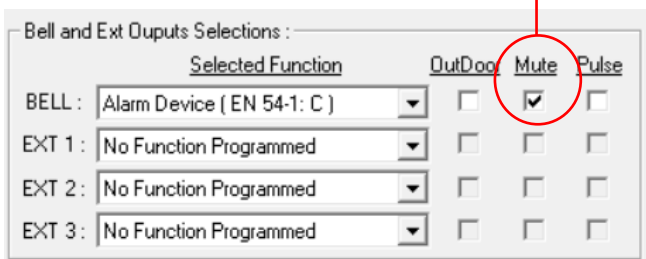 Bell and Ext Ouputs Selections :
Selected Function OutDoor Mute Pulse
BELL : Alarm Device ( EN 54-1: C )
EXT 1 : No Function Programmed
EXT 2 : No Function Programmed
EXT 3 : No Function Programmed